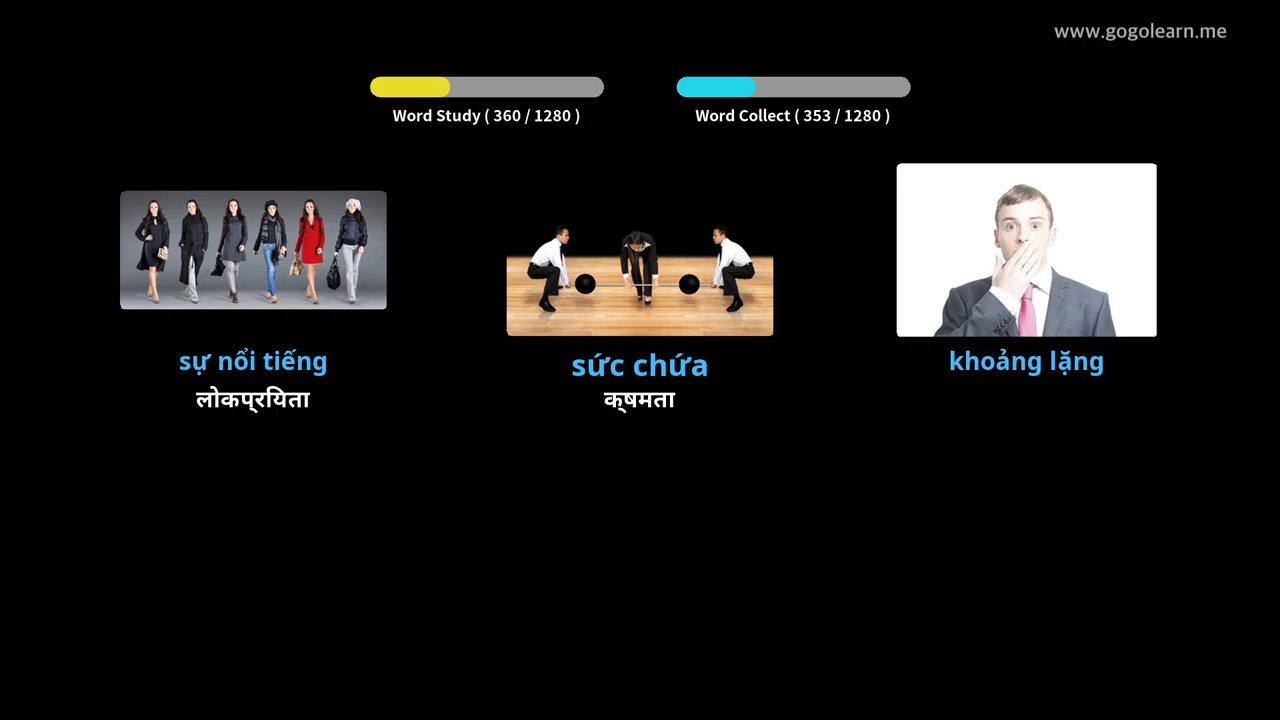 www.gogolearn.me
Word Study ( 360 / 1280 )
Word Collect ( 353 / 1280 )
sự nổi tiếng
sức chứa
khoảng lặng
लोकप्रियता
क्षमता